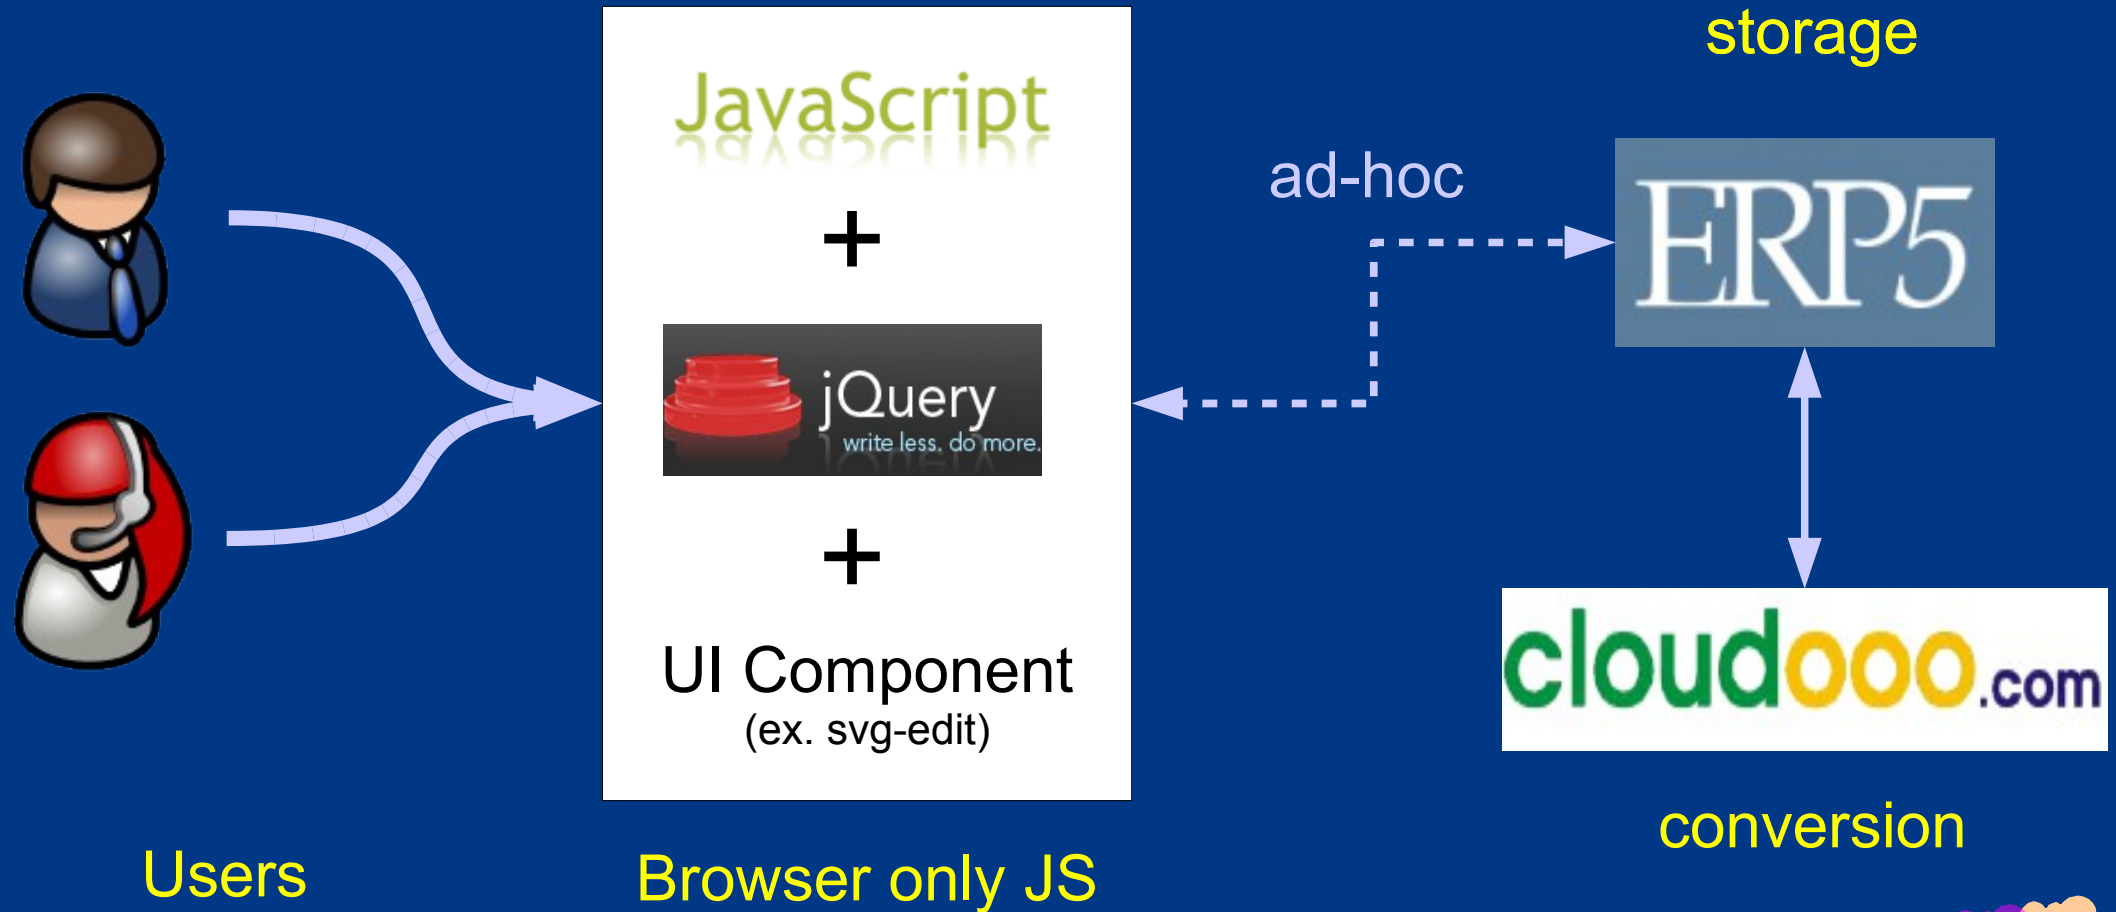 storage
JavaScript
+
ad-hoc
ERP5
jQuery
write less. do more.
+
UI Component
(ex. svg-edit)
cloudooo.com
conversion
Users
Browser only JS